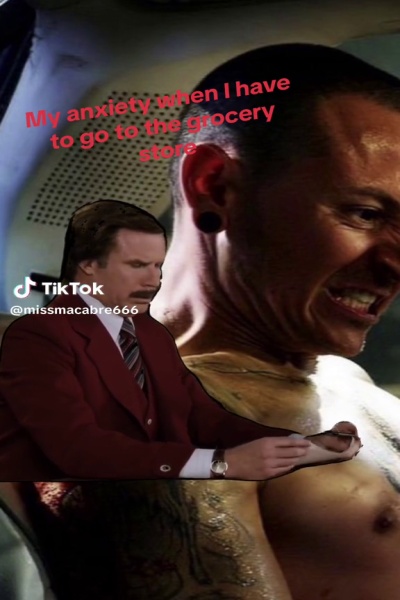 My anxiety when I have
to go to the grocery
store
TikTok
@missmacabre666